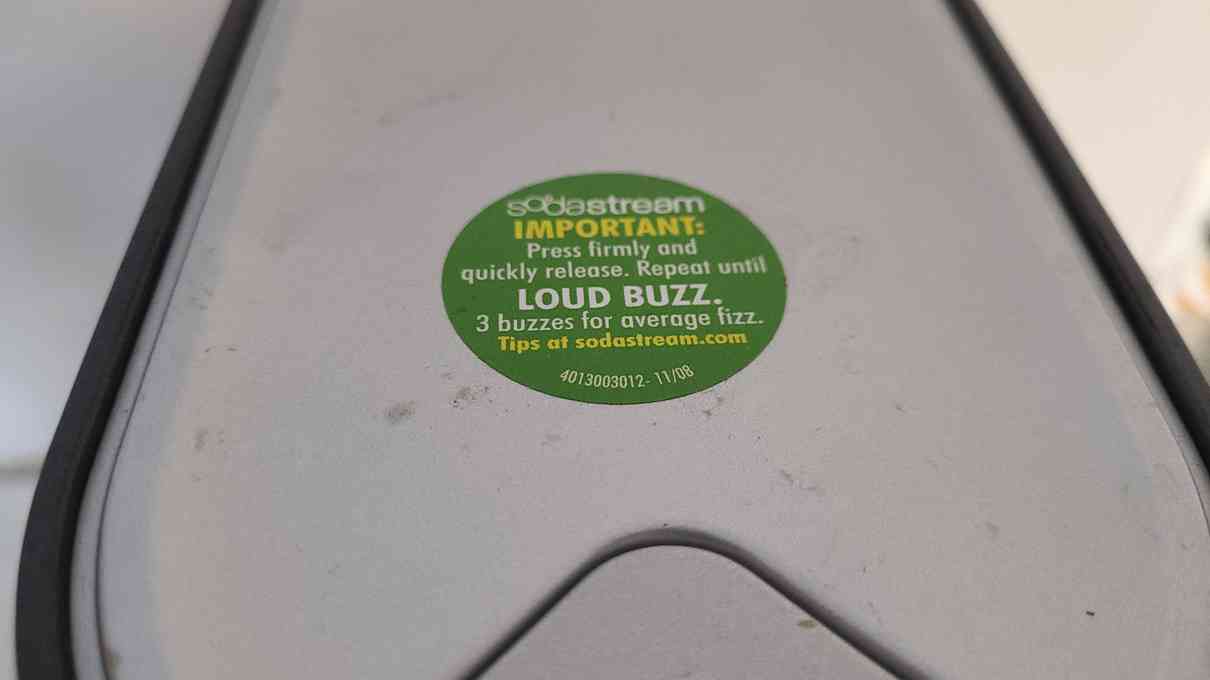 sodastream
IMPORTANT:
Press firmly and
quickly release. Repeat until
LOUD BUZZ.
3 buzzes for average fizz.
Tips at sodastream.com
4013003012- 11/08